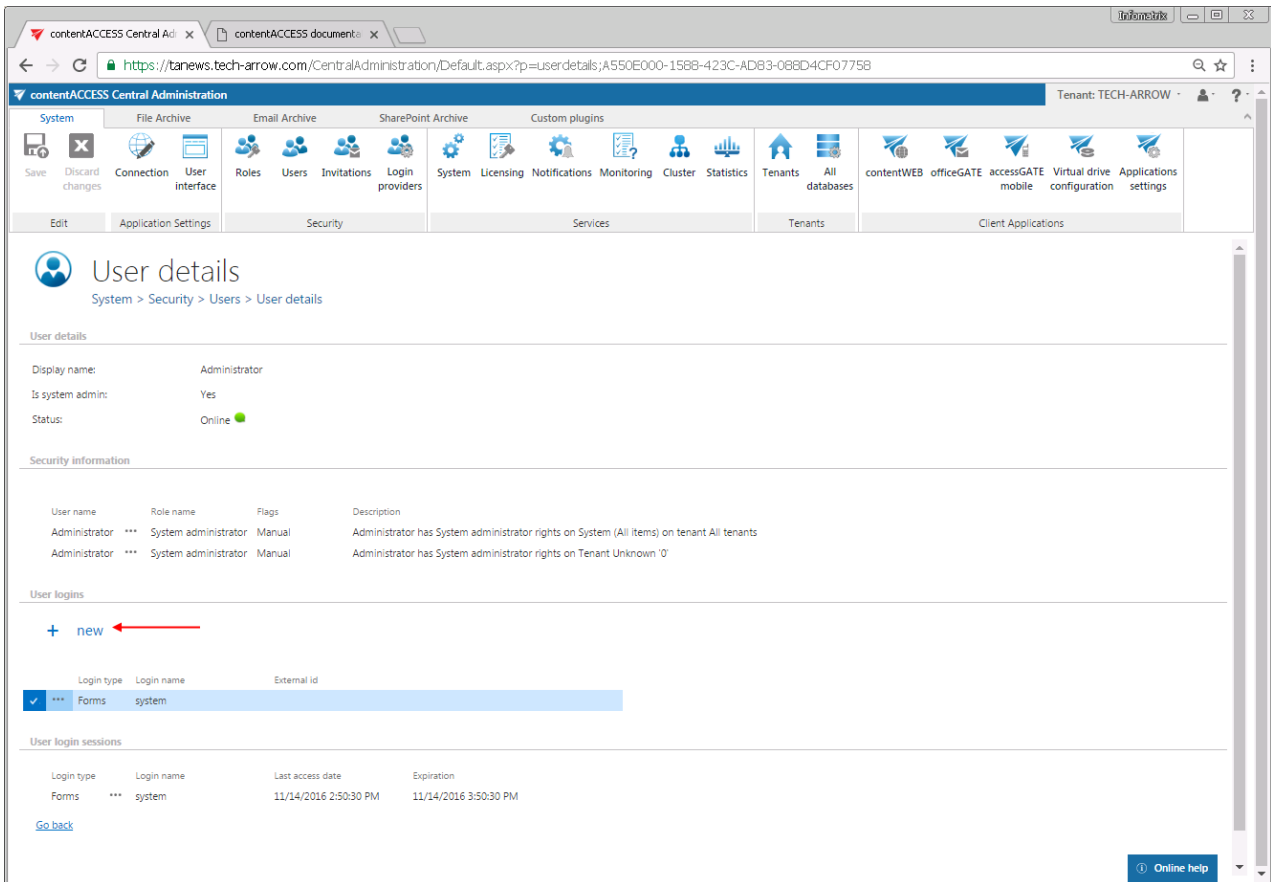 Infomatrix
contentACCESS Central Adr
contentACCESS documenta
https://tanews.tech-arrow.com/CentralAdministration/Default.aspx?p=userdetails;A550E000-1588-423C-AD83-088D4CF07758
contentACCESS Central Administration
Tenant: TECH-ARROW
?
System File Archive Email Archive SharePoint Archive Custom plugins
Save Discard changes Connection User interface Roles Users Invitations Login providers System Licensing Notifications Monitoring Cluster Statistics Tenants All databases contentWEB officeGATE accessGATE mobile Virtual drive configuration Applications settings
Edit Application Settings Security Services Tenants Client Applications
User details
System > Security > Users > User details
User details
Display name: Administrator
Is system admin: Yes
Status: Online
Security information
User name Role name Flags Description
Administrator ••• System administrator Manual Administrator has System administrator rights on System (All items) on tenant All tenants
Administrator ••• System administrator Manual Administrator has System administrator rights on Tenant Unknown '0'
User logins
+ new
Login type Login name External id
••• Forms system
User login sessions
Login type Login name Last access date Expiration
Forms ••• system 11/14/2016 2:50:30 PM 11/14/2016 3:50:30 PM
Go back
Online help